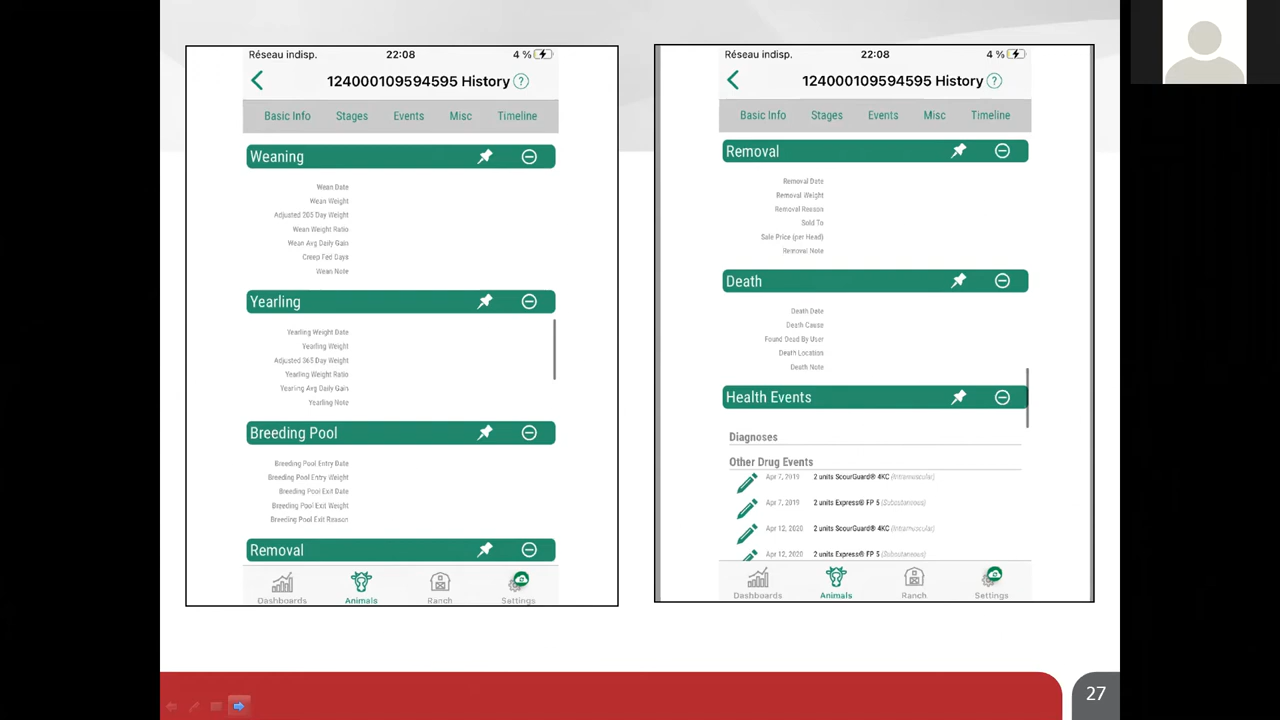 Réseau indisp. 22:08 4 %
124000109594595 History ?
Basic Info Stages Events Misc Timeline
Weaning
Wean Date
Wean Weight
Adjusted 205 Day Weight
Wean Weight Ratio
Wean Avg Daily Gain
Creep Fed Days
Wean Note
Yearling
Yearling Weight Date
Yearling Weight
Adjusted 365 Day Weight
Yearling Weight Ratio
Yearling Avg Daily Gain
Yearling Note
Breeding Pool
Breeding Pool Entry Date
Breeding Pool Entry Weight
Breeding Pool Exit Date
Breeding Pool Exit Weight
Breeding Pool Exit Reason
Removal
Dashboards Animals Ranch Settings
Réseau indisp. 22:08 4 %
124000109594595 History ?
Basic Info Stages Events Misc Timeline
Removal
Removal Date
Removal Weight
Removal Reason
Sold To
Sale Price (per Head)
Removal Note
Death
Death Date
Death Cause
Found Dead By User
Death Location
Death Note
Health Events
Diagnoses
Other Drug Events
Apr 7, 2019 2 units ScourGuard® 4KC (Intramuscular)
Apr 7, 2019 2 units Express® FP 5 (Subcutaneous)
Apr 12, 2020 2 units ScourGuard® 4KC (Intramuscular)
Apr 12, 2020 2 units Express® FP 5 (Subcutaneous)
Dashboards Animals Ranch Settings
27